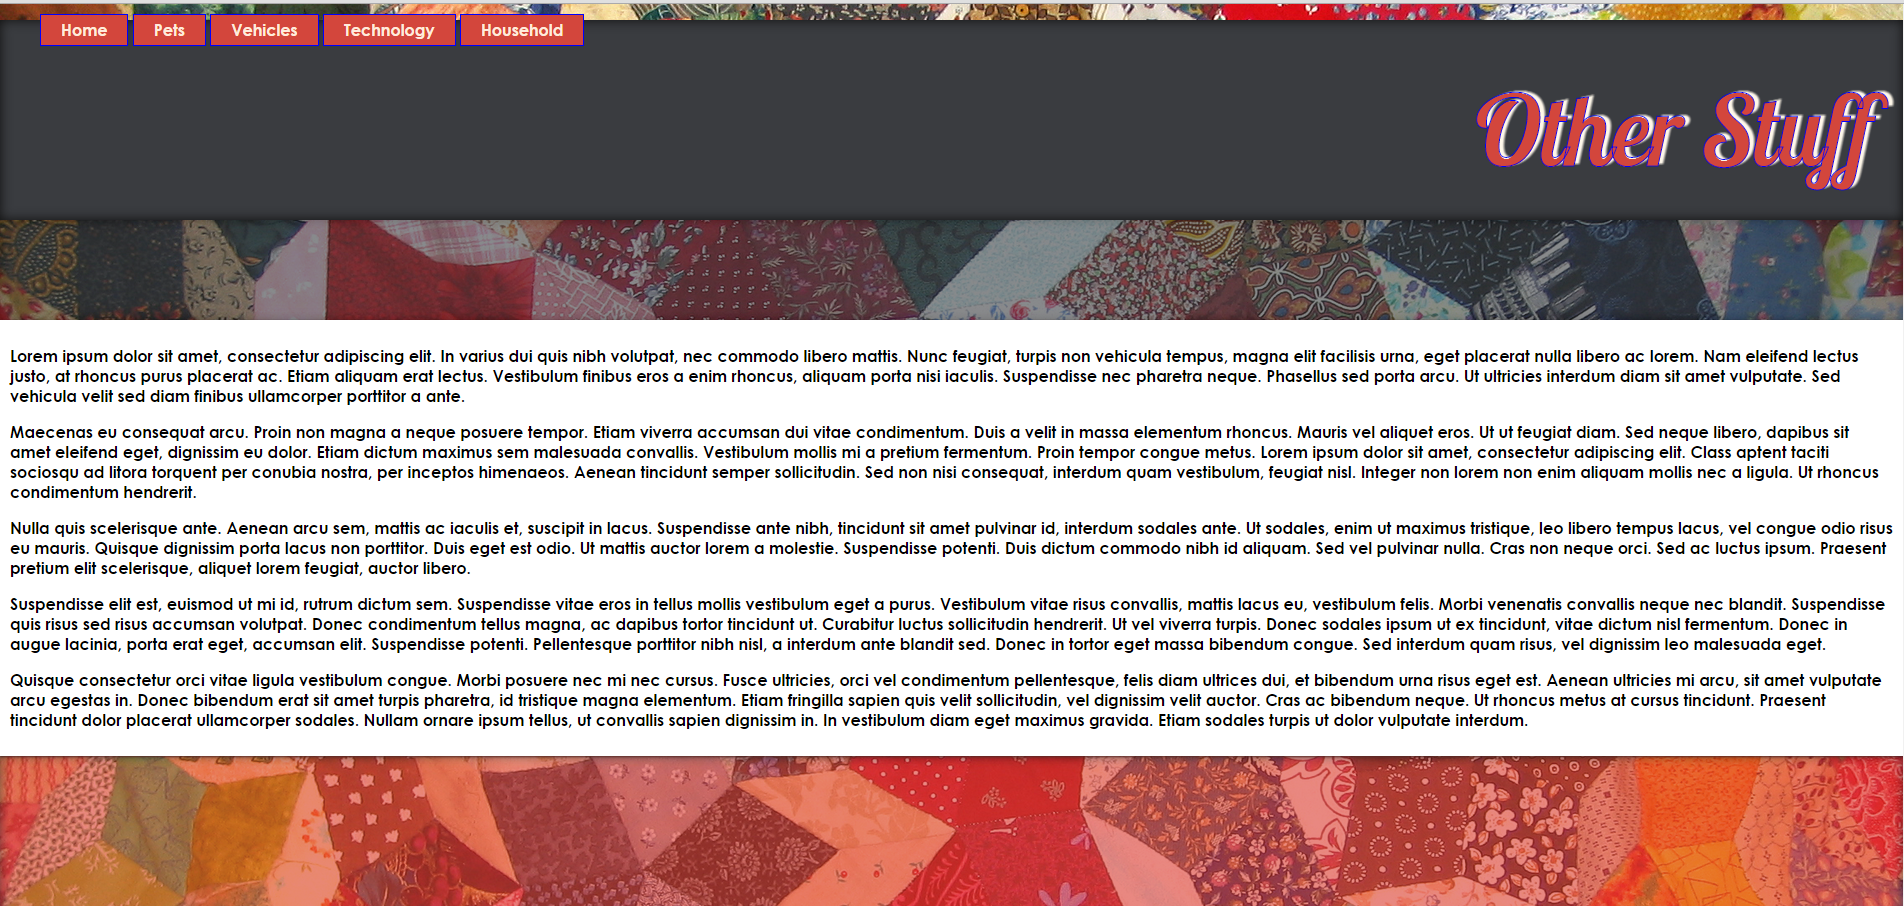 Home Pets Vehicles Technology Household
Other Stuff
Lorem ipsum dolor sit amet, consectetur adipiscing elit. In varius dui quis nibh volutpat, nec commodo libero mattis. Nunc feugiat, turpis non vehicula tempus, magna elit facilisis urna, eget placerat nulla libero ac lorem. Nam eleifend lectus
justo, at rhoncus purus placerat ac. Etiam aliquam erat lectus. Vestibulum finibus eros a enim rhoncus, aliquam porta nisi iaculis. Suspendisse nec pharetra neque. Phasellus sed porta arcu. Ut ultricies interdum diam sit amet vulputate. Sed
vehicula velit sed diam finibus ullamcorper porttitor a ante.
Maecenas eu consequat arcu. Proin non magna a neque posuere tempor. Etiam viverra accumsan dui vitae condimentum. Duis a velit in massa elementum rhoncus. Mauris vel aliquet eros. Ut ut feugiat diam. Sed neque libero, dapibus sit
amet eleifend eget, dignissim eu dolor. Etiam dictum maximus sem malesuada convallis. Vestibulum mollis mi a pretium fermentum. Proin tempor congue metus. Lorem ipsum dolor sit amet, consectetur adipiscing elit. Class aptent taciti
sociosqu ad litora torquent per conubia nostra, per inceptos himenaeos. Aenean tincidunt semper sollicitudin. Sed non nisi consequat, interdum quam vestibulum, feugiat nisl. Integer non lorem non enim aliquam mollis nec a ligula. Ut rhoncus
condimentum hendrerit.
Nulla quis scelerisque ante. Aenean arcu sem, mattis ac iaculis et, suscipit in lacus. Suspendisse ante nibh, tincidunt sit amet pulvinar id, interdum sodales ante. Ut sodales, enim ut maximus tristique, leo libero tempus lacus, vel congue odio risus
eu mauris. Quisque dignissim porta lacus non porttitor. Duis eget est odio. Ut mattis auctor lorem a molestie. Suspendisse potenti. Duis dictum commodo nibh id aliquam. Sed vel pulvinar nulla. Cras non neque orci. Sed ac luctus ipsum. Praesent
pretium elit scelerisque, aliquet lorem feugiat, auctor libero.
Suspendisse elit est, euismod ut mi id, rutrum dictum sem. Suspendisse vitae eros in tellus mollis vestibulum eget a purus. Vestibulum vitae risus convallis, mattis lacus eu, vestibulum felis. Morbi venenatis convallis neque nec blandit. Suspendisse
quis risus sed risus accumsan volutpat. Donec condimentum tellus magna, ac dapibus tortor tincidunt ut. Curabitur luctus sollicitudin hendrerit. Ut vel viverra turpis. Donec sodales ipsum ut ex tincidunt, vitae dictum nisl fermentum. Donec in
augue lacinia, porta erat eget, accumsan elit. Suspendisse potenti. Pellentesque porttitor nibh nisl, a interdum ante blandit sed. Donec in tortor eget massa bibendum congue. Sed interdum quam risus, vel dignissim leo malesuada eget.
Quisque consectetur orci vitae ligula vestibulum congue. Morbi posuere nec mi nec cursus. Fusce ultricies, orci vel condimentum pellentesque, felis diam ultrices dui, et bibendum urna risus eget est. Aenean ultricies mi arcu, sit amet vulputate
arcu egestas in. Donec bibendum erat sit amet turpis pharetra, id tristique magna elementum. Etiam fringilla sapien quis velit sollicitudin, vel dignissim velit auctor. Cras ac bibendum neque. Ut rhoncus metus at cursus tincidunt. Praesent
tincidunt dolor placerat ullamcorper sodales. Nullam ornare ipsum tellus, ut convallis sapien dignissim in. In vestibulum diam eget maximus gravida. Etiam sodales turpis ut dolor vulputate interdum.